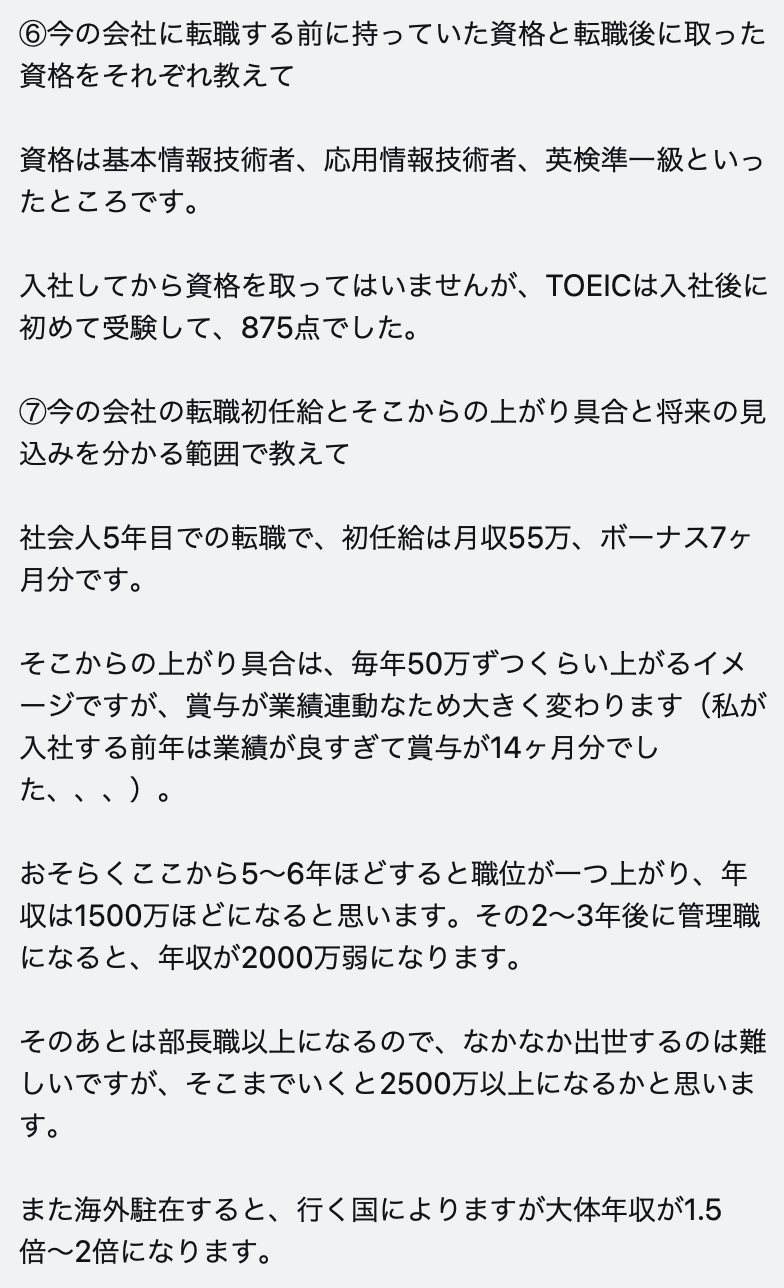 ⑥今の会社に転職する前に持っていた資格と転職後に取った
資格をそれぞれ教えて
資格は基本情報技術者、応用情報技術者、英検準一級といっ
たところです。
入社してから資格を取ってはいませんが、TOEICは入社後に
初めて受験して、875点でした。
⑦今の会社の転職初任給とそこからの上がり具合と将来の見
込みを分かる範囲で教えて
社会人5年目での転職で、初任給は月収55万、ボーナス7ヶ
月分です。
そこからの上がり具合は、毎年50万ずつくらい上がるイメ
ージですが、賞与が業績連動なため大きく変わります（私が
入社する前年は業績が良すぎて賞与が14ヶ月分でし
た、、、）。
おそらくここから5〜6年ほどすると職位が一つ上がり、年
収は1500万ほどになると思います。その2〜3年後に管理職
になると、年収が2000万弱になります。
そのあとは部長職以上になるので、なかなか出世するのは難
しいですが、そこまでいくと2500万以上になるかと思いま
す。
また海外駐在すると、行く国によりますが大体年収が1.5
倍〜2倍になります。